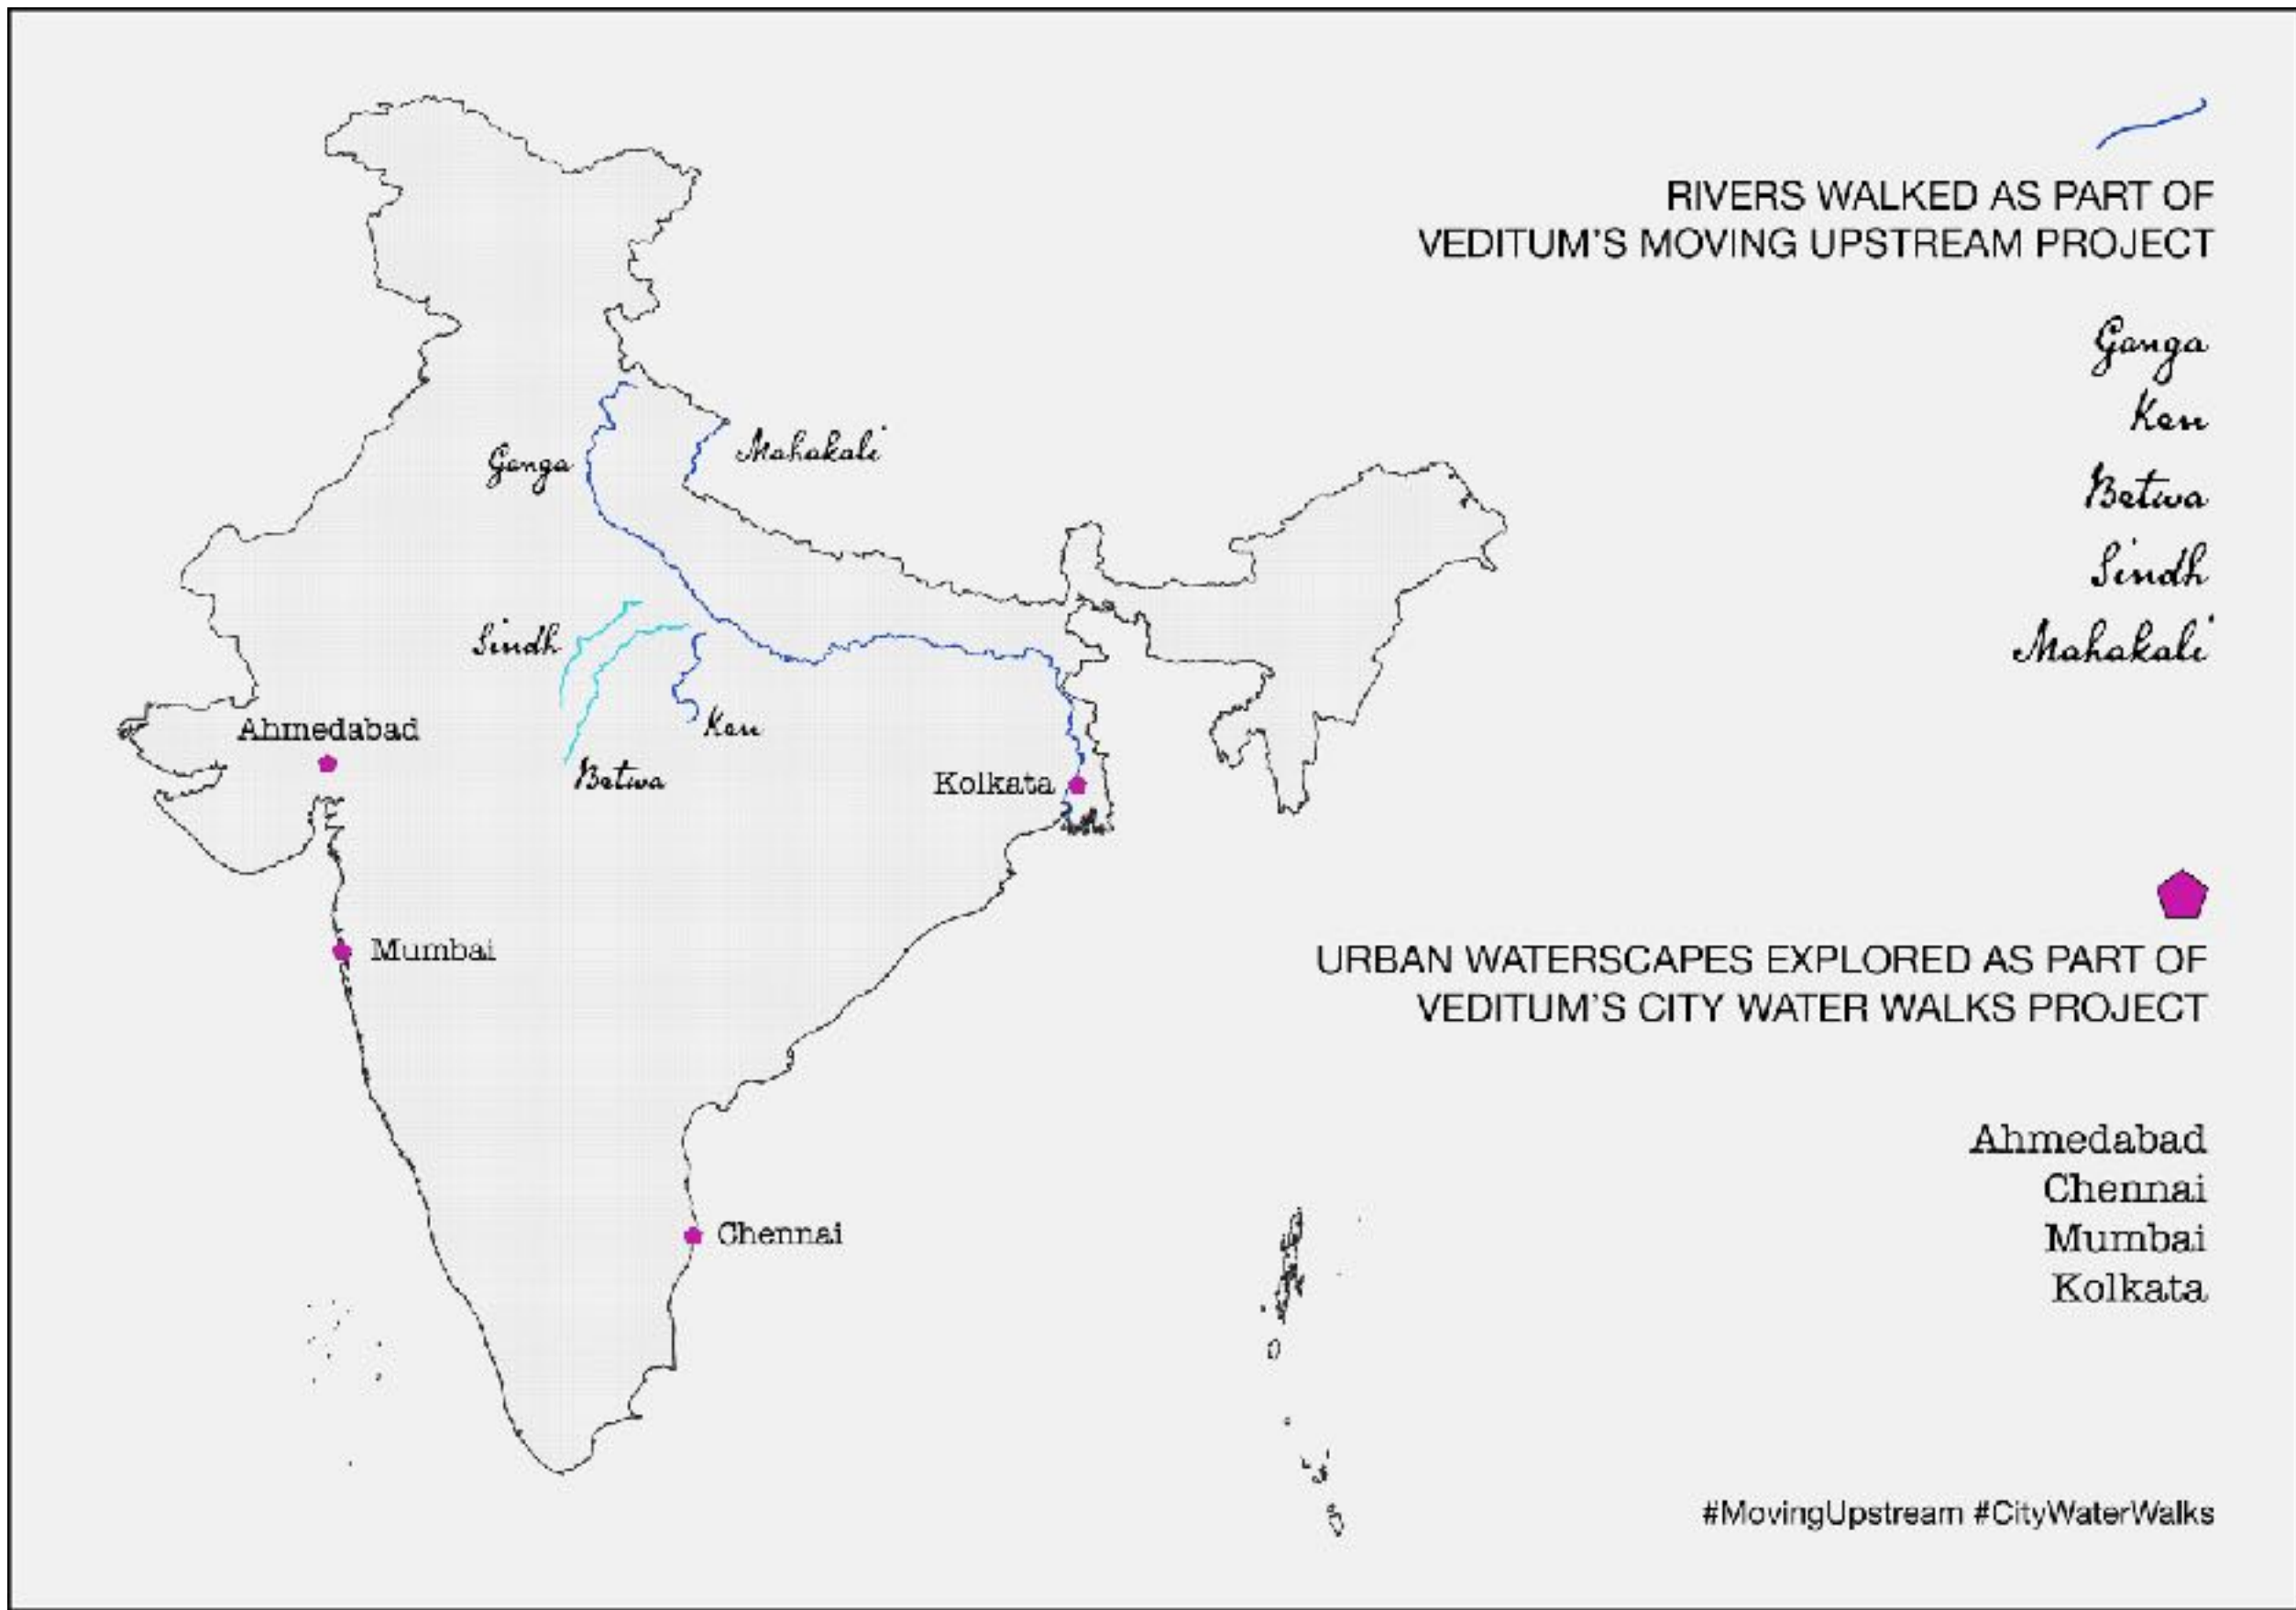 RIVERS WALKED AS PART OF
VEDITUM'S MOVING UPSTREAM PROJECT
Ganga
Ken
Betwa
Sindh
Mahakali
Ganga
Mahakali
Sindh
Ken
Betwa
Ahmedabad
Kolkata
Mumbai
Chennai
URBAN WATERSCAPES EXPLORED AS PART OF
VEDITUM'S CITY WATER WALKS PROJECT
Ahmedabad
Chennai
Mumbai
Kolkata
#MovingUpstream #CityWaterWalks